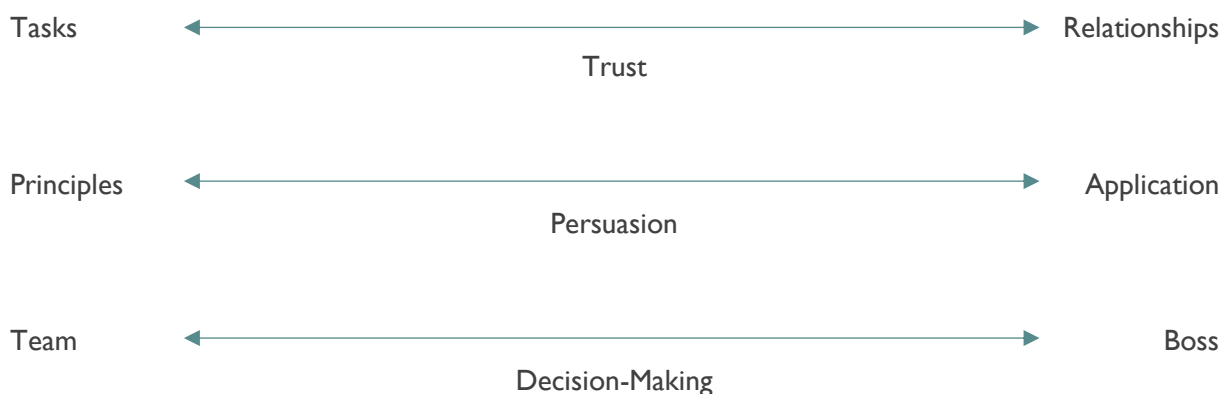 Tasks Relationships
Trust
Principles Application
Persuasion
Team Boss
Decision-Making